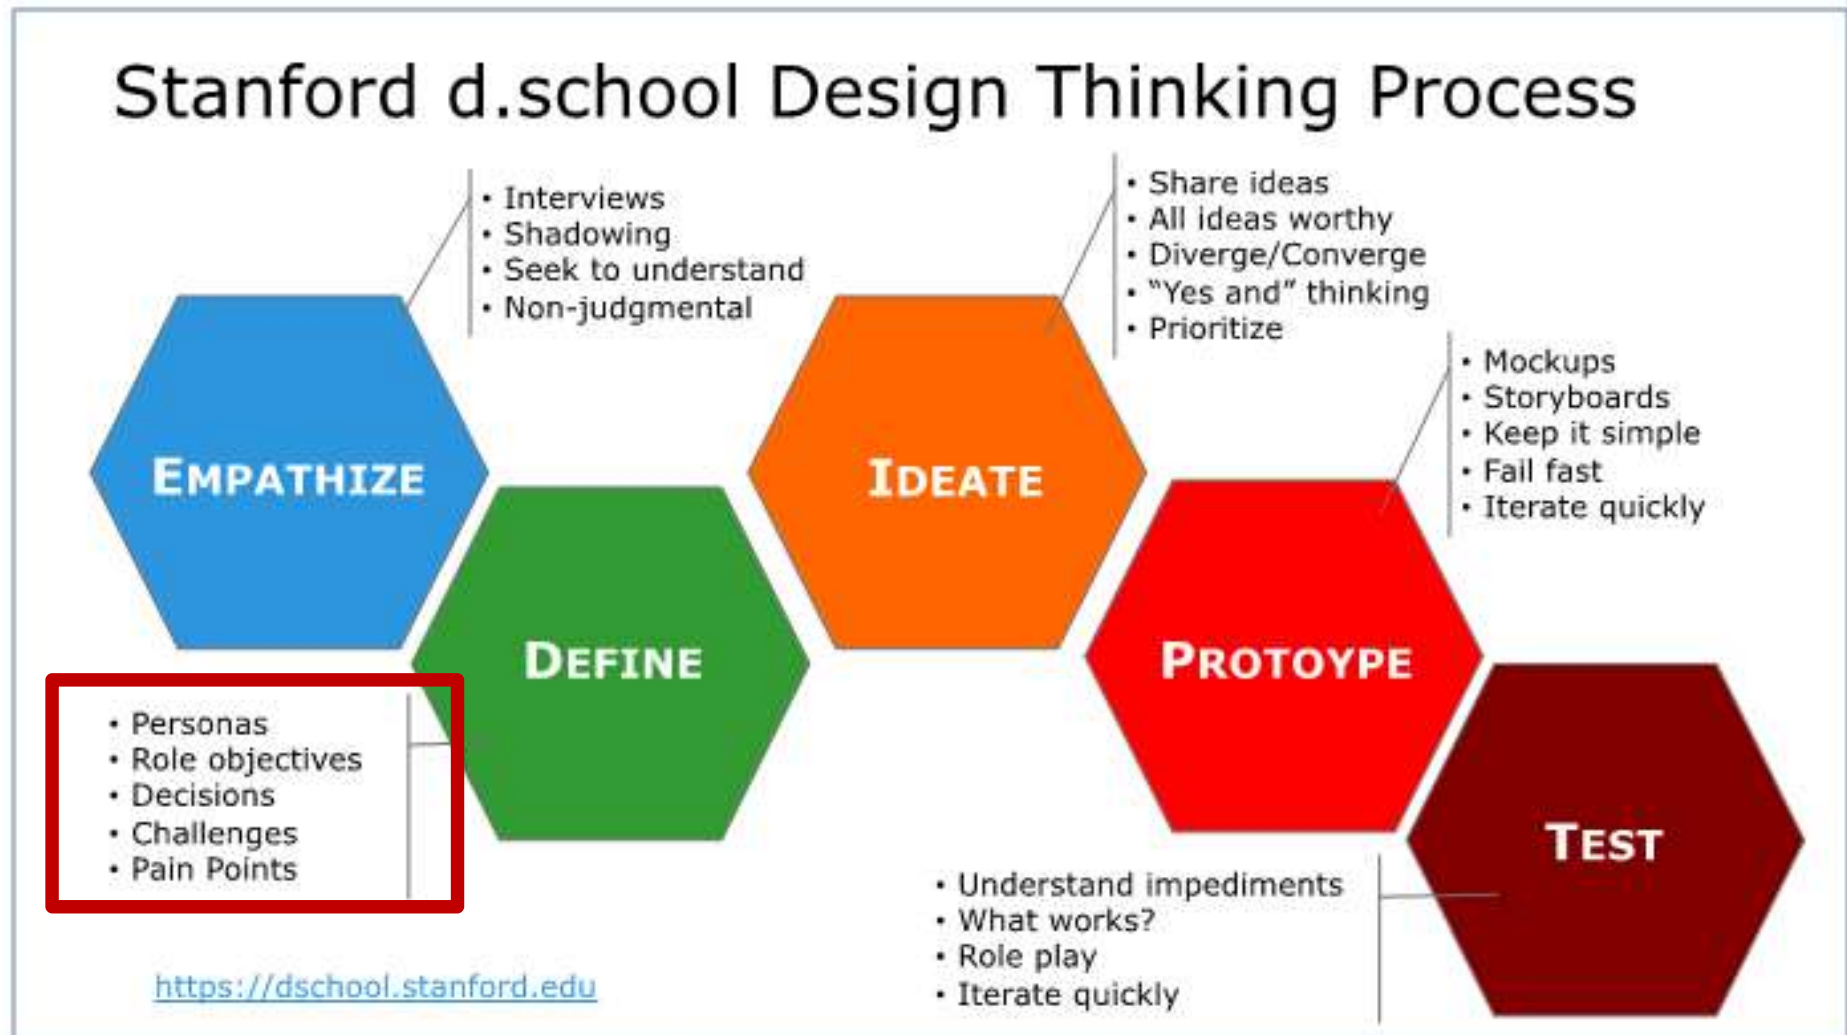 Stanford d.school Design Thinking Process
• Interviews
• Shadowing
• Seek to understand
• Non-judgmental
• Share ideas
• All ideas worthy
• Diverge/Converge
• “Yes and” thinking
• Prioritize
• Mockups
• Storyboards
• Keep it simple
• Fail fast
• Iterate quickly
EMPATHIZE
IDEATE
DEFINE
PROTOYPE
TEST
• Personas
• Role objectives
• Decisions
• Challenges
• Pain Points
• Understand impediments
• What works?
• Role play
• Iterate quickly
https://dschool.stanford.edu